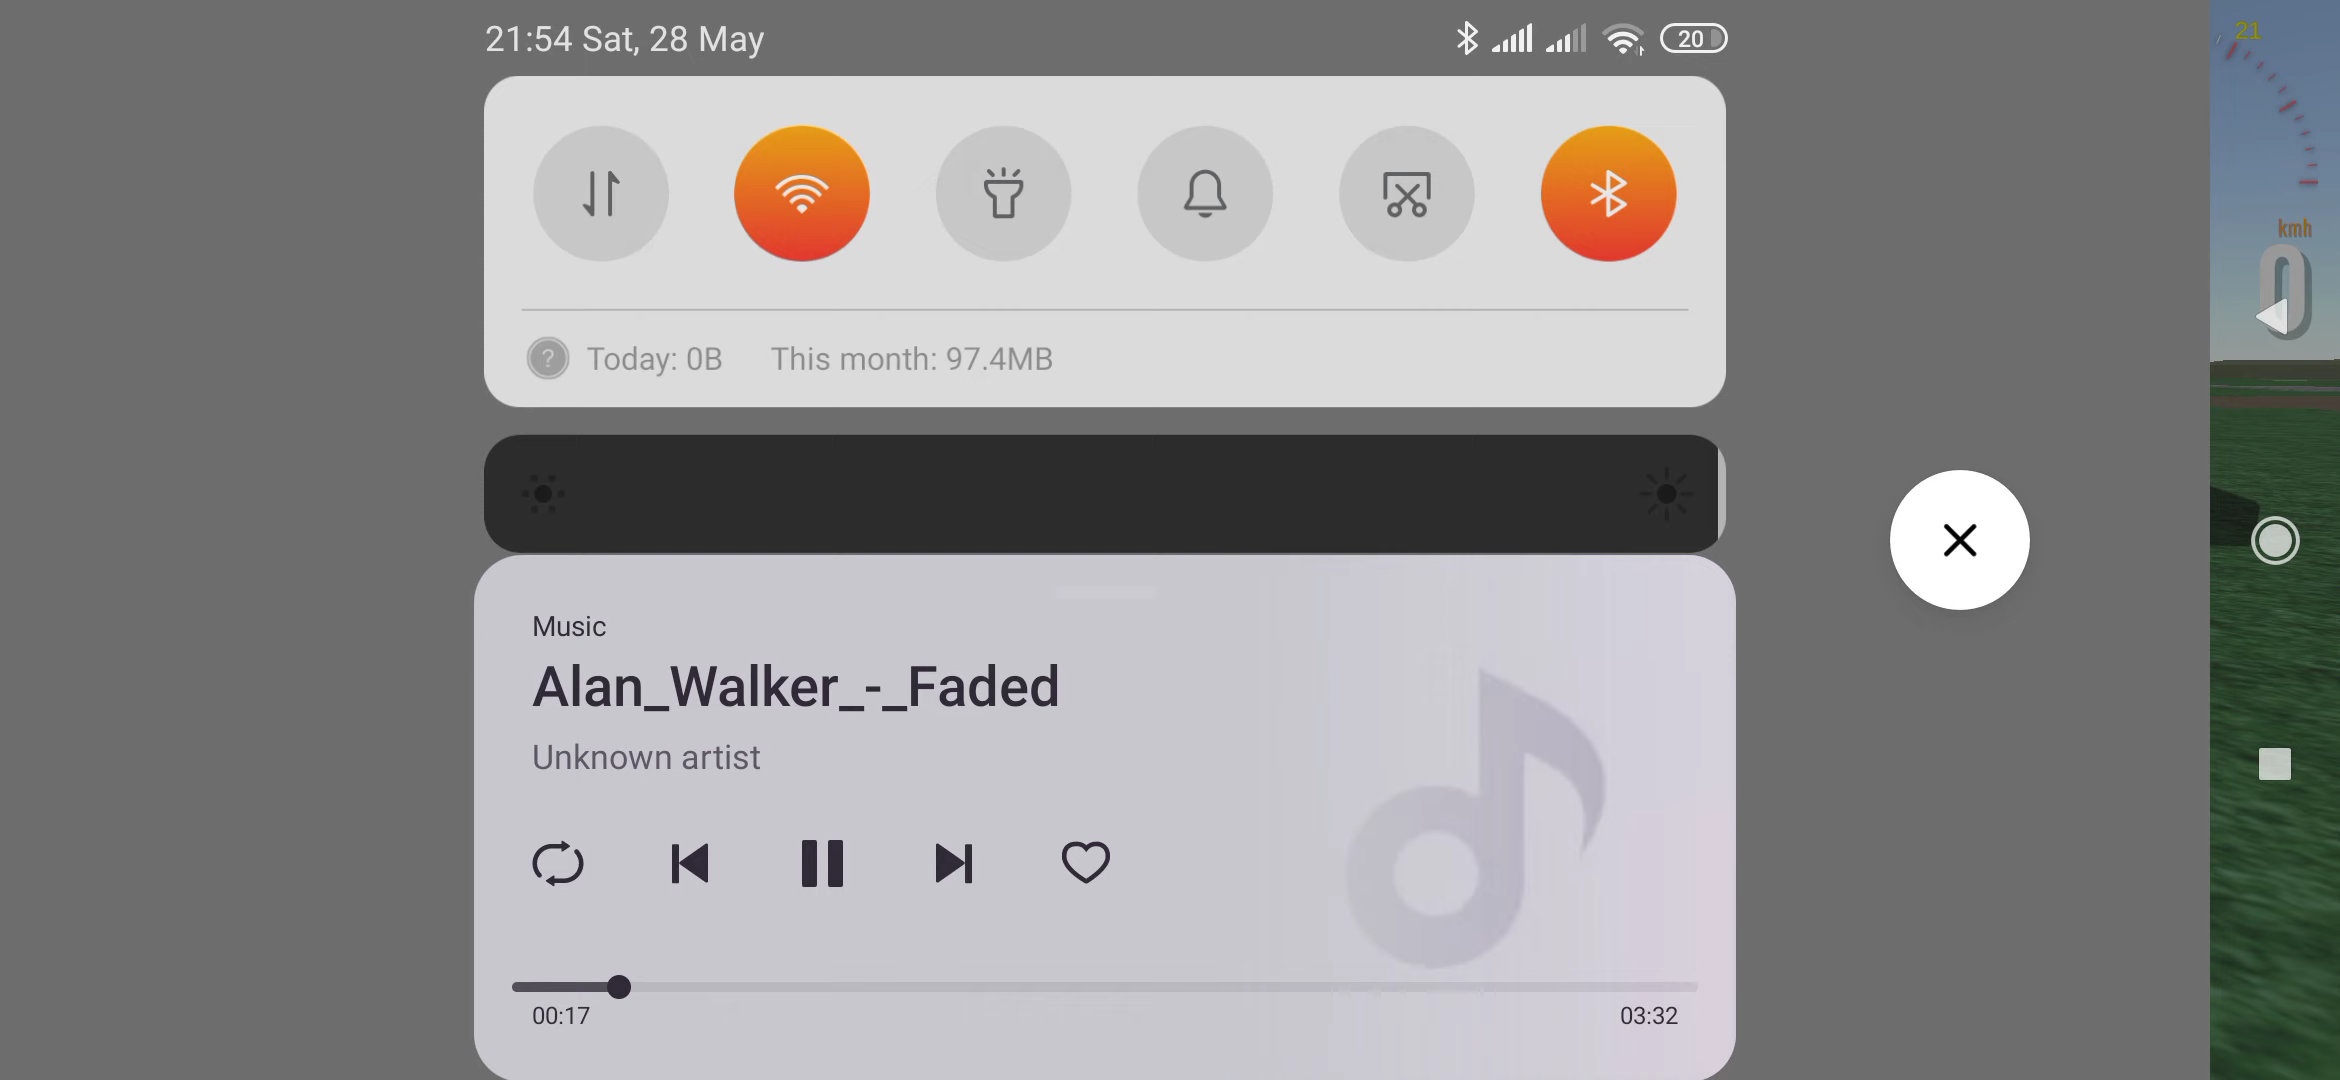 21:54 Sat, 28 May
20
21
kmh
0
? Today: 0B This month: 97.4MB
Music
Alan_Walker_-_Faded
Unknown artist
00:17
03:32